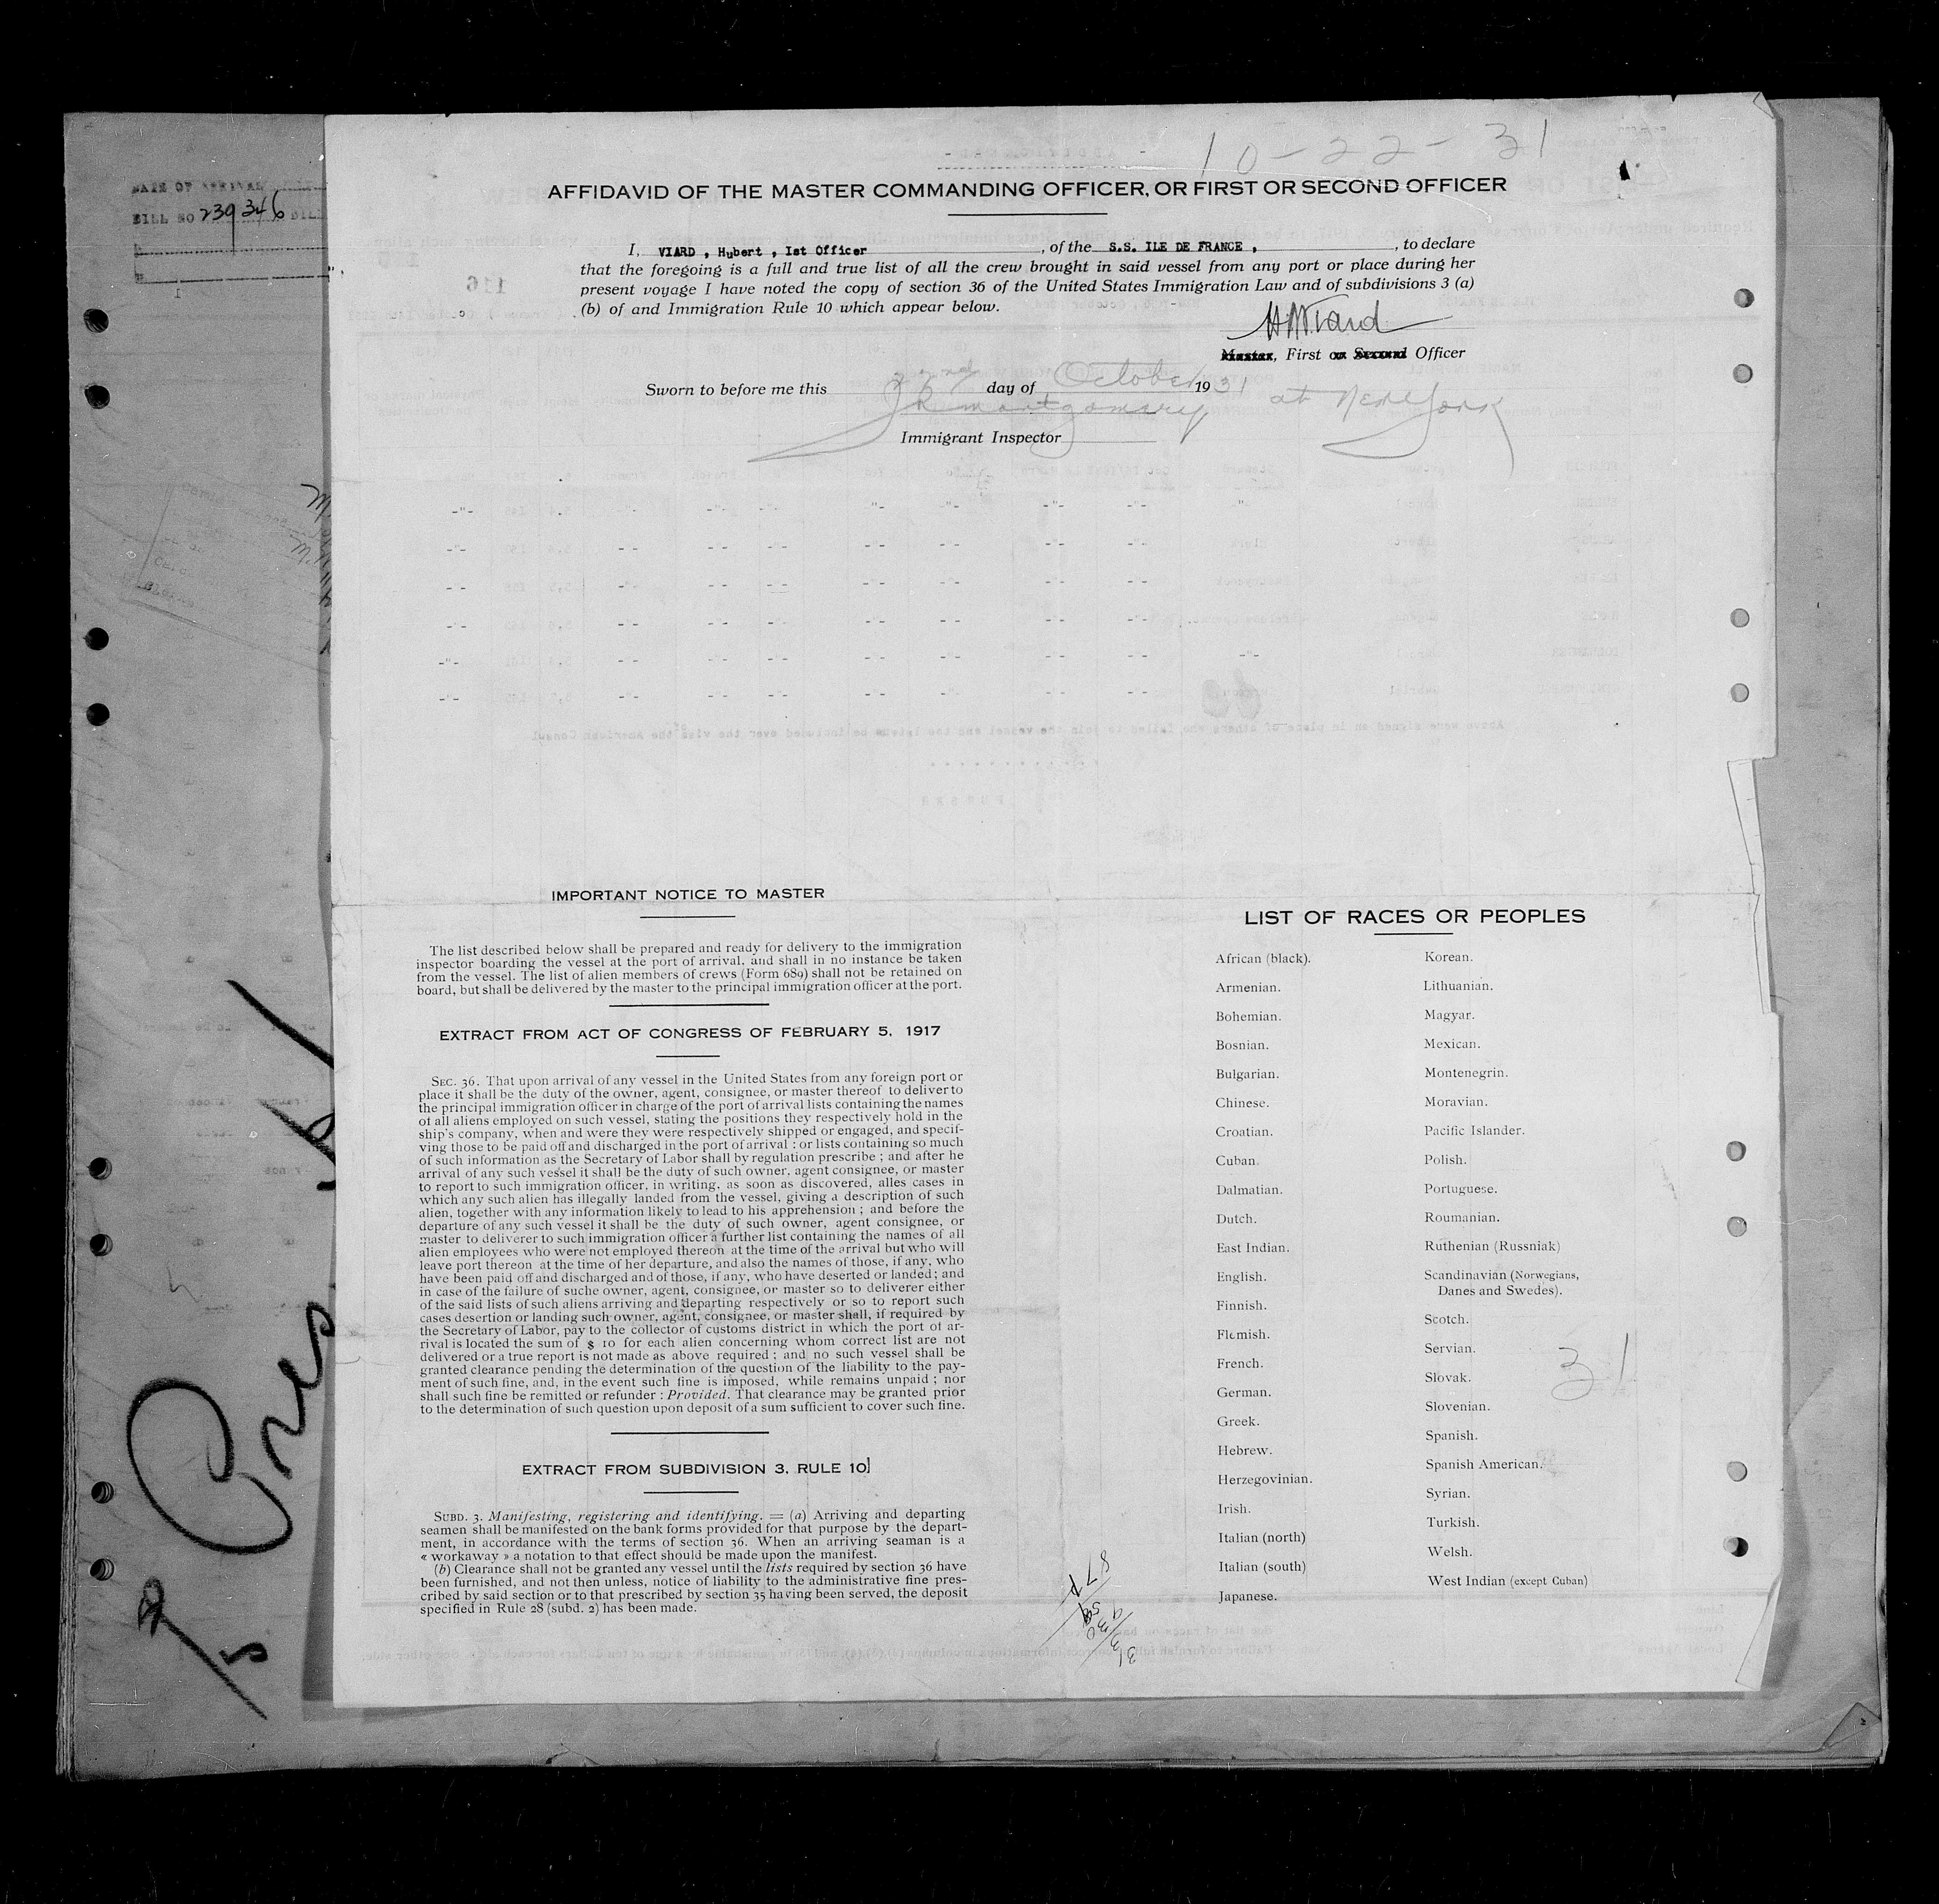 10-22-31
AFFIDAVID OF THE MASTER COMMANDING OFFICER, OR FIRST OR SECOND OFFICER
I, VIARD , Hubert , Ist Officer , of the S.S. ILE DE FRANCE , , to declare
that the foregoing is a full and true list of all the crew brought in said vessel from any port or place during her
present voyage I have noted the copy of section 36 of the United States Immigration Law and of subdivisions 3 (a)
(b) of and Immigration Rule 10 which appear below.
HViard
Master, First or Second Officer
Sworn to before me this 22nd day of October 1931 at New York
JR Montgomery
Immigrant Inspector
BILL NO 239346
IMPORTANT NOTICE TO MASTER
The list described below shall be prepared and ready for delivery to the immigration
inspector boarding the vessel at the port of arrival, and shall in no instance be taken
from the vessel. The list of alien members of crews (Form 689) shall not be retained on
board, but shall be delivered by the master to the principal immigration officer at the port.
EXTRACT FROM ACT OF CONGRESS OF FEBRUARY 5, 1917
SEC. 36. That upon arrival of any vessel in the United States from any foreign port or
place it shall be the duty of the owner, agent, consignee, or master thereof to deliver to
the principal immigration officer in charge of the port of arrival lists containing the names
of all aliens employed on such vessel, stating the positions they respectively hold in the
ship's company, when and were they were respectively shipped or engaged, and specif-
ving those to be paid off and discharged in the port of arrival : or lists containing so much
of such information as the Secretary of Labor shall by regulation prescribe ; and after he
arrival of any such vessel it shall be the duty of such owner, agent consignee, or master
to report to such immigration officer, in writing, as soon as discovered, alles cases in
which any such alien has illegally landed from the vessel, giving a description of such
alien, together with any information likely to lead to his apprehension ; and before the
departure of any such vessel it shall be the duty of such owner, agent consignee, or
master to deliverer to such immigration officer a further list containing the names of all
alien employees who were not employed thereon at the time of the arrival but who will
leave port thereon at the time of her departure, and also the names of those, if any, who
have been paid off and discharged and of those, if any, who have deserted or landed ; and
in case of the failure of suche owner, agent, consignee, or master so to deliverer either
of the said lists of such aliens arriving and departing respectively or so to report such
cases desertion or landing such owner, agent, consignee, or master shall, if required by
the Secretary of Labor, pay to the collector of customs district in which the port of ar-
rival is located the sum of $ 10 for each alien concerning whom correct list are not
delivered or a true report is not made as above required ; and no such vessel shall be
granted clearance pending the determination of the question of the liability to the pay-
ment of such fine, and, in the event such fine is imposed, while remains unpaid ; nor
shall such fine be remitted or refunder : Provided. That clearance may be granted prior
to the determination of such question upon deposit of a sum sufficient to cover such fine.
EXTRACT FROM SUBDIVISION 3, RULE 10
SUBD. 3. Manifesting, registering and identifying. = (a) Arriving and departing
seamen shall be manifested on the bank forms provided for that purpose by the depart-
ment, in accordance with the terms of section 36. When an arriving seaman is a
« workaway » a notation to that effect should be made upon the manifest.
(b) Clearance shall not be granted any vessel until the lists required by section 36 have
been furnished, and not then unless, notice of liability to the administrative fine pres-
cribed by said section or to that prescribed by section 35 having been served, the deposit
specified in Rule 28 (subd. 2) has been made.
LIST OF RACES OR PEOPLES
African (black).
Armenian.
Bohemian.
Bosnian.
Bulgarian.
Chinese.
Croatian.
Cuban.
Dalmatian.
Dutch.
East Indian.
English.
Finnish.
Flemish.
French.
German.
Greek.
Hebrew.
Herzegovinian.
Irish.
Italian (north)
Italian (south)
Japanese.
Korean.
Lithuanian.
Magyar.
Mexican.
Montenegrin.
Moravian.
Pacific Islander.
Polish.
Portuguese.
Roumanian.
Ruthenian (Russniak)
Scandinavian (Norwegians,
Danes and Swedes).
Scotch.
Servian.
Slovak.
Slovenian.
Spanish.
Spanish American.
Syrian.
Turkish.
Welsh.
West Indian (except Cuban)
31